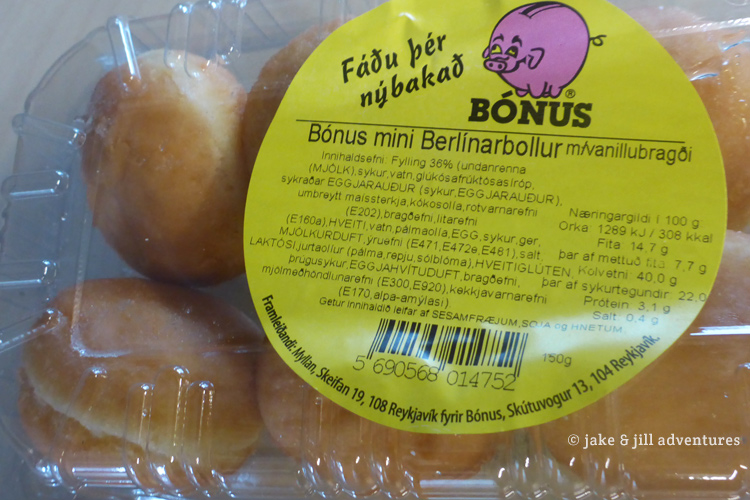 Fáðu þér
nýbakað
BÓNUS®
Bónus mini Berlínarbollur m/vanillubragði
Innihaldsefni: Fylling 36% (undanrenna
(MJÓLK),sykur,vatn,glúkósafrúktósasíróp,
sykraðar EGGJARAUÐUR (sykur,EGGJARAUÐUR),
umbreytt maíssterkja,kókosolía,rotvarnarefni
(E202),bragðefni,litarefni
(E160a),HVEITI,vatn,pálmaolía,EGG,sykur,ger,
MJÓLKURDUFT,ýruefni (E471,E472e,E481),salt,
LAKTÓSI,jurtaolíur (pálma,repju,sólblóma),HVEITIGLÚTEN,
þrúgusykur,EGGJAHVÍTUDUFT,bragðefni,
mjölmeðhöndlunarefni (E300,E920),kekkjavarnarefni
(E170,alpa-amýlasi)
Getur innihaldið leifar af SESAMFRÆJUM,SOJA og HNETUM.
Næringargildi í 100 g:
Orka: 1289 kJ / 308 kkal
Fita: 14,7 g
þar af mettuð fita: 7,7 g
Kolvetni: 40,0 g
þar af sykurtegundir: 22,0
Prótein: 3,1 g
Salt: 0,4 g
5 690568 014752
150g
Framleiðandi: Myllan, Skeifan 19, 108 Reykjavík fyrir Bónus, Skútuvogur 13, 104 Reykjavík.
© jake & jill adventures